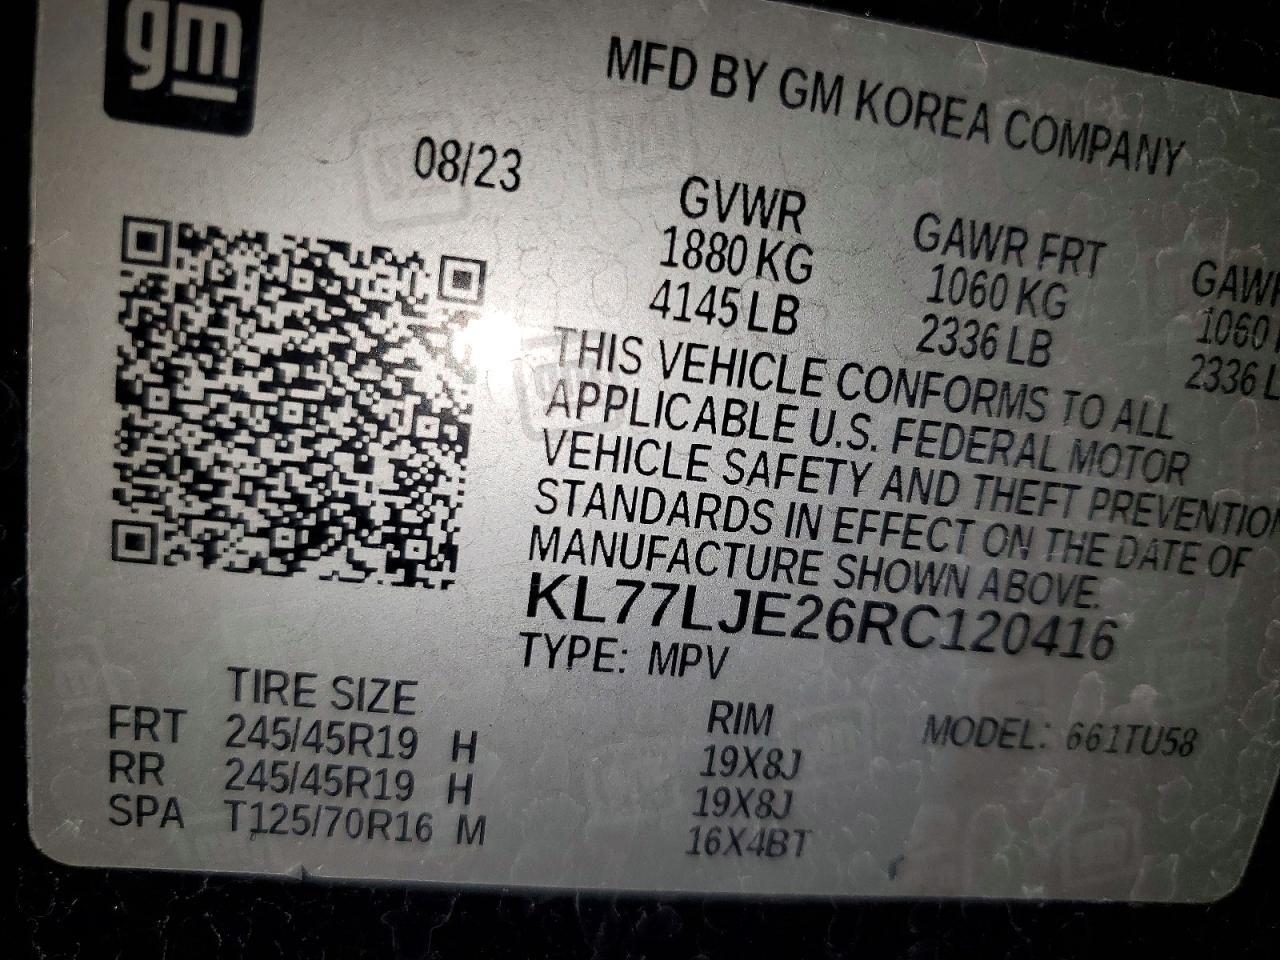 gm
MFD BY GM KOREA COMPANY
08/23
GVWR
1880 KG
4145 LB
GAWR FRT
1060 KG
2336 LB
1060
2336
THIS VEHICLE CONFORMS TO ALL
APPLICABLE U.S. FEDERAL MOTOR
VEHICLE SAFETY AND THEFT PREVENTION
STANDARDS IN EFFECT ON THE DATE OF
MANUFACTURE SHOWN ABOVE.
KL77LJE26RC120416
TYPE: MPV
TIRE SIZE
RIM
MODEL: 661TU58
FRT 245/45R19 H 19X8J
RR 245/45R19 H 19X8J
SPA T125/70R16 M 16X4BT